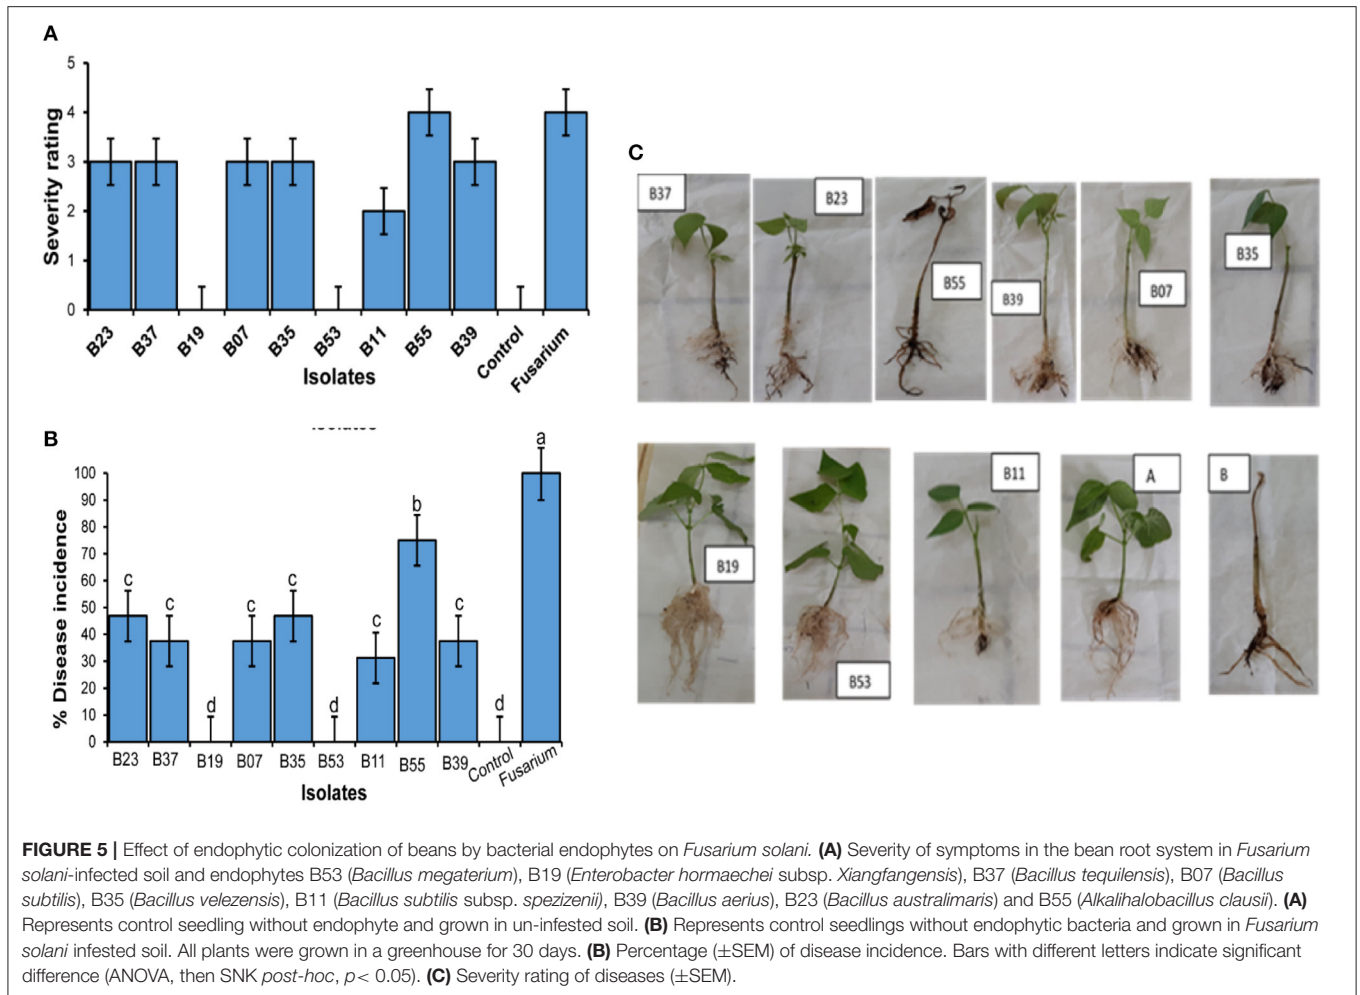 A
5
4
3
2
1
0
Severity rating
B23
B37
B19
B07
B35
B53
B11
B55
B39
Control
Fusarium
Isolates
B
100
90
80
70
60
50
40
30
20
10
0
% Disease incidence
c
c
d
c
c
d
c
b
c
d
a
B23
B37
B19
B07
B35
B53
B11
B55
B39
Control
Fusarium
Isolates
C
B37
B23
B55
B39
B07
B35
B19
B53
B11
A
B
FIGURE 5 | Effect of endophytic colonization of beans by bacterial endophytes on Fusarium solani. (A) Severity of symptoms in the bean root system in Fusarium
solani-infected soil and endophytes B53 (Bacillus megaterium), B19 (Enterobacter hormaechei subsp. Xiangfangensis), B37 (Bacillus tequilensis), B07 (Bacillus
subtilis), B35 (Bacillus velezensis), B11 (Bacillus subtilis subsp. spezizenii), B39 (Bacillus aerius), B23 (Bacillus australimaris) and B55 (Alkalihalobacillus clausii). (A)
Represents control seedling without endophyte and grown in un-infested soil. (B) Represents control seedlings without endophytic bacteria and grown in Fusarium
solani infested soil. All plants were grown in a greenhouse for 30 days. (B) Percentage (±SEM) of disease incidence. Bars with different letters indicate significant
difference (ANOVA, then SNK post-hoc, p< 0.05). (C) Severity rating of diseases (±SEM).